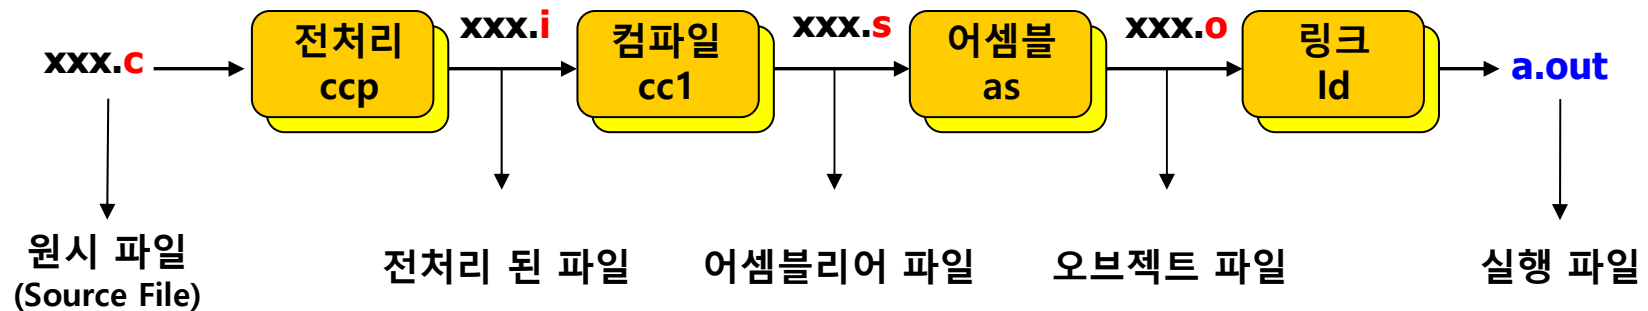 xxx.c
전처리
ccp
xxx.i
컴파일
cc1
xxx.s
어셈블
as
xxx.o
링크
ld
a.out
원시 파일
(Source File)
전처리 된 파일
어셈블리어 파일
오브젝트 파일
실행 파일